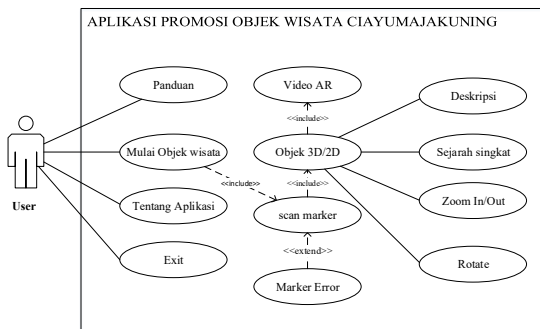 APLIKASI PROMOSI OBJEK WISATA CIAYUMAJAKUNING
Panduan
Video AR
Deskripsi
<<include>>
Mulai Objek wisata
Objek 3D/2D
Sejarah singkat
<<include>>
<<include>>
User
Tentang Aplikasi
scan marker
Zoom In/Out
<<extend>>
Exit
Marker Error
Rotate